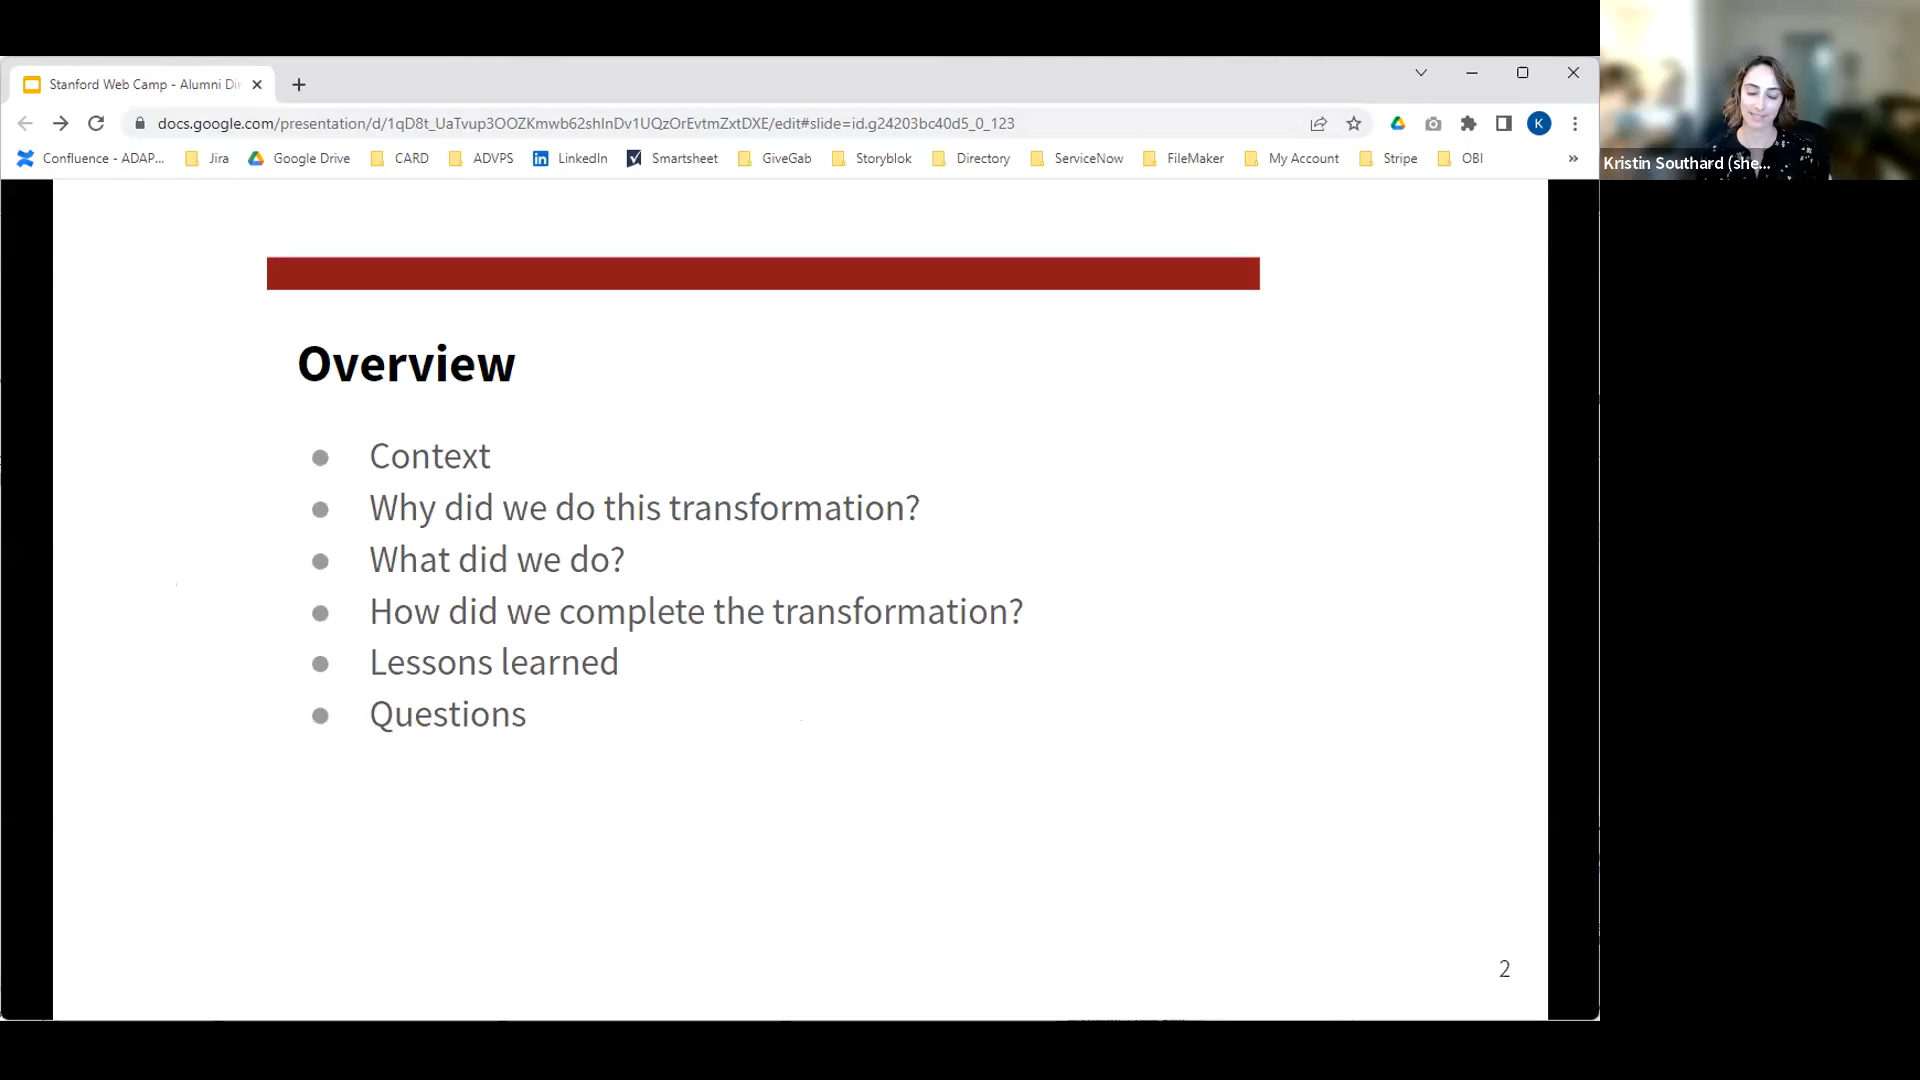 Stanford Web Camp - Alumni Dir
docs.google.com/presentation/d/1qD8t_UaTvup3OOZKmwb62shInDv1UQzOrEvtmZxtDXE/edit#slide=id.g24203bc40d5_0_123
K
Confluence - ADAP... Jira Google Drive CARD ADVPS LinkedIn Smartsheet GiveGab Storyblok Directory ServiceNow FileMaker My Account Stripe OBI »
Kristin Southard (she...
Overview
● Context
● Why did we do this transformation?
● What did we do?
● How did we complete the transformation?
● Lessons learned
● Questions
2